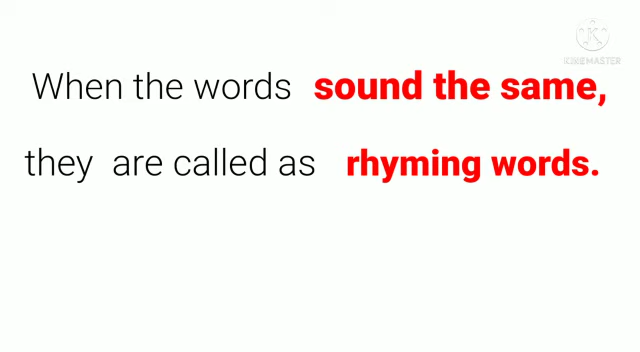 KINEMASTER
When the words sound the same,
they are called as rhyming words.